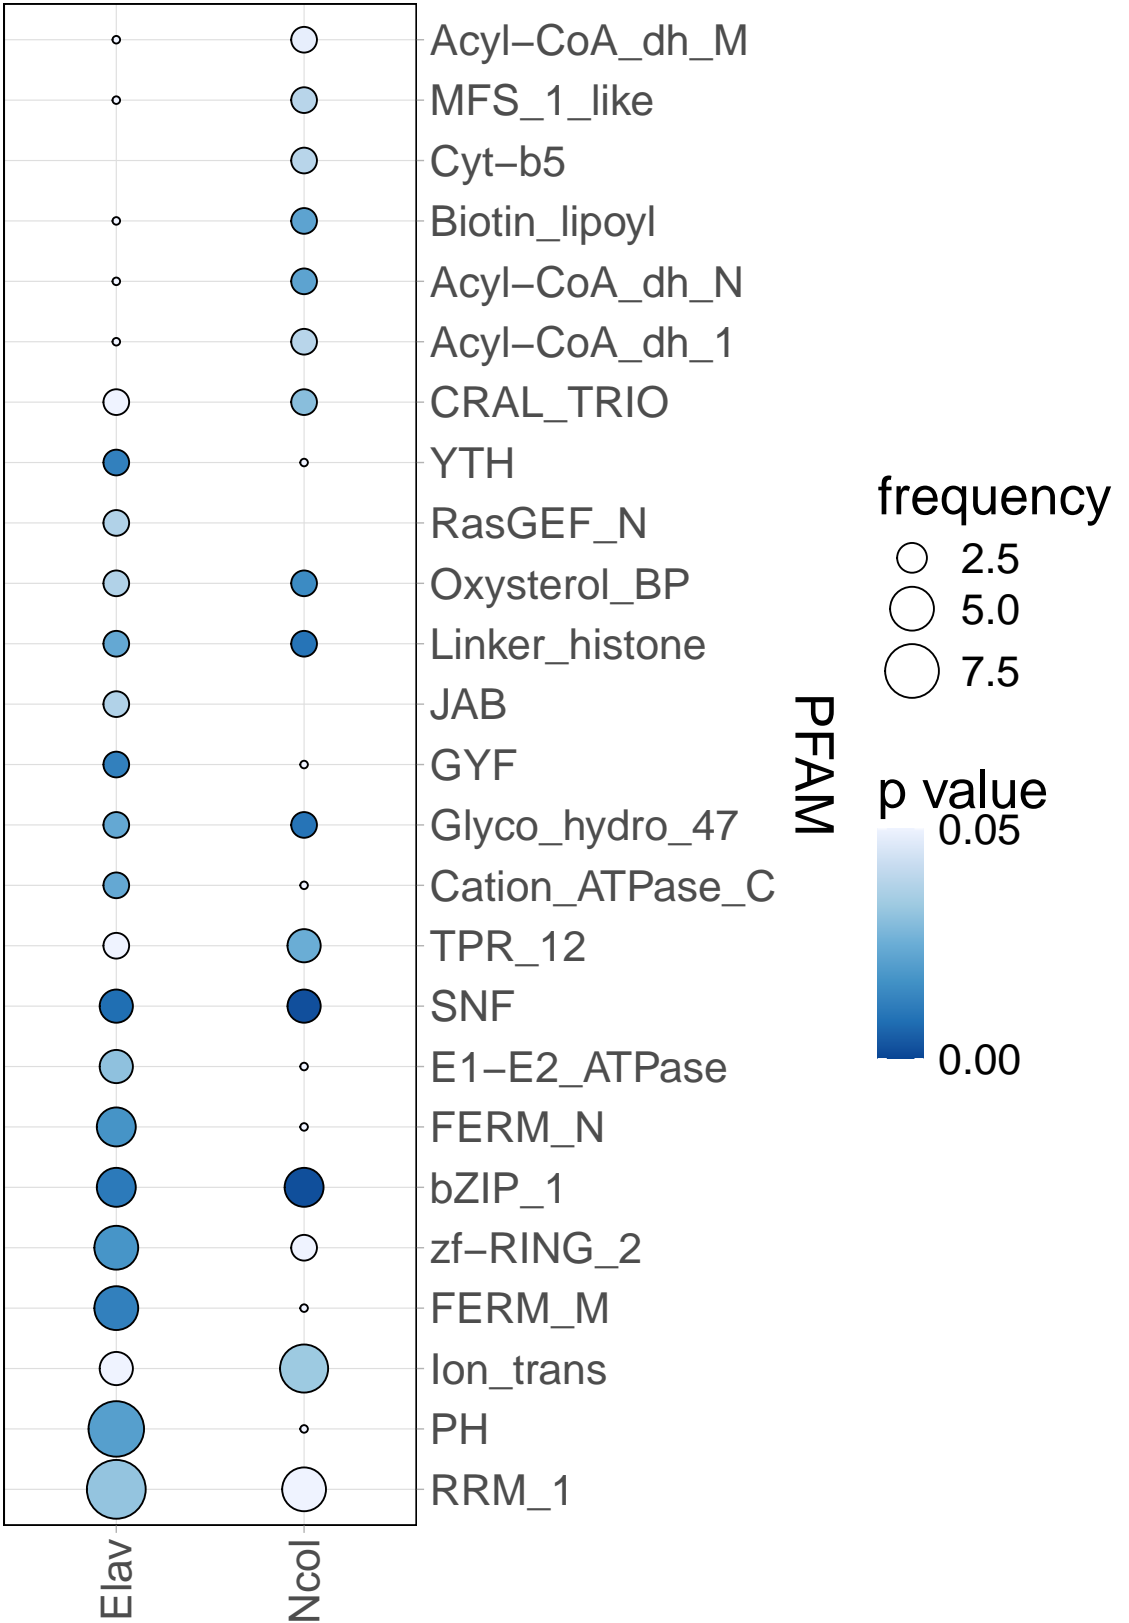 Acyl−CoA_dh_M
MFS_1_like
Cyt−b5
Biotin_lipoyl
Acyl−CoA_dh_N
Acyl−CoA_dh_1
CRAL_TRIO
YTH
RasGEF_N
Oxysterol_BP
Linker_histone
JAB
GYF
Glyco_hydro_47
Cation_ATPase_C
TPR_12
SNF
E1−E2_ATPase
FERM_N
bZIP_1
zf−RING_2
FERM_M
Ion_trans
PH
RRM_1
Elav
Ncol
PFAM
frequency
2.5
5.0
7.5
p value
0.05
0.00